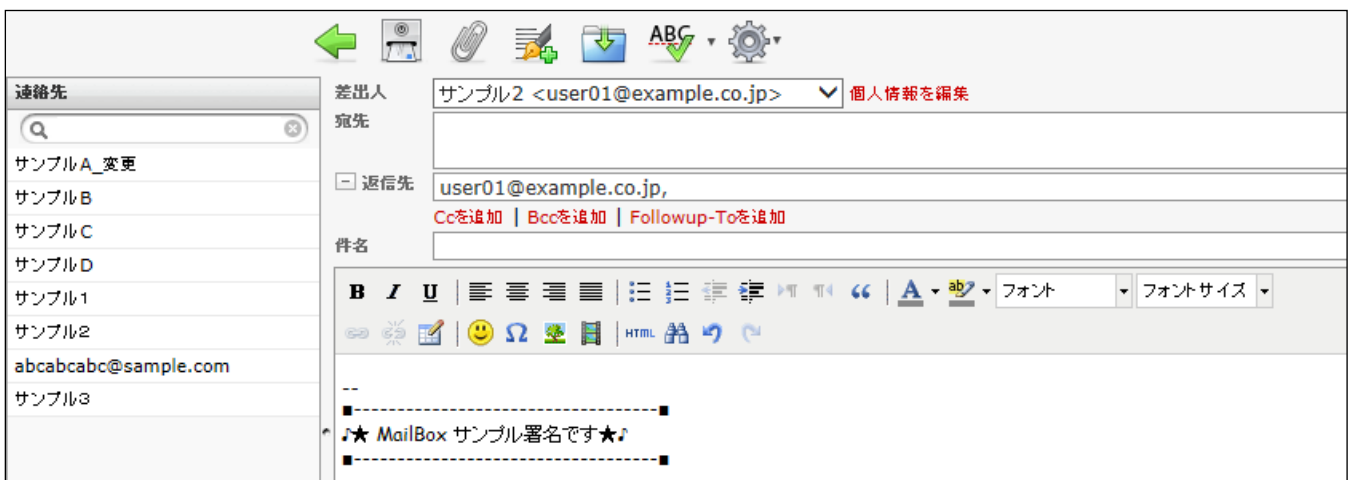 ABC
連絡先
サンプルA_変更
サンプルB
サンプルC
サンプルD
サンプル1
サンプル2
abcabcabc@sample.com
サンプル3
差出人 サンプル2 <user01@example.co.jp> 個人情報を編集
宛先
返信先 user01@example.co.jp,
Ccを追加 | Bccを追加 | Followup-Toを追加
件名
B I U A ab フォント フォントサイズ
Ω HTML
--
■-----------------------------------■
♪★ MailBox サンプル署名です★♪
■-----------------------------------■